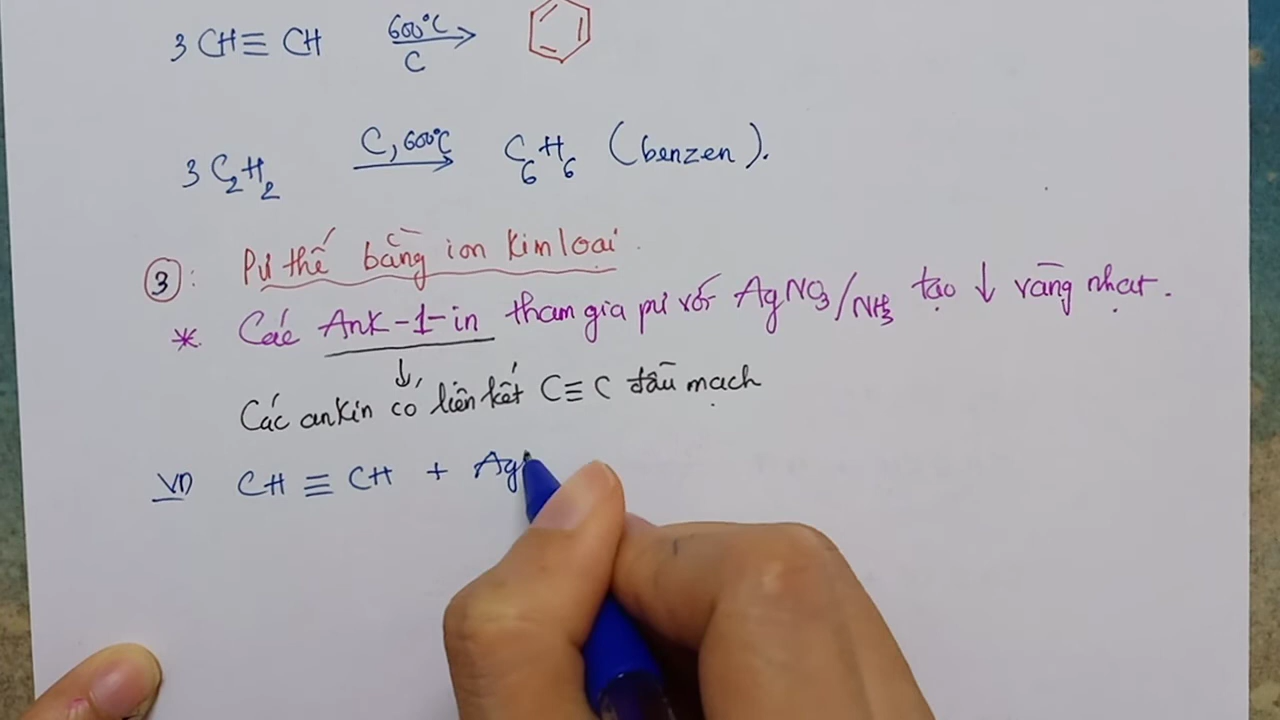 3 CH≡CH 600°C C
3 C2H2 C, 600°C C6H6 (benzen).
③: Pư thế bằng ion kim loại.
* Các Ank-1-in tham gia pư với AgNO3/NH3 tạo ↓ vàng nhạt.
↓
Các ankin có liên kết C≡C đầu mạch
VD CH≡CH + Ag